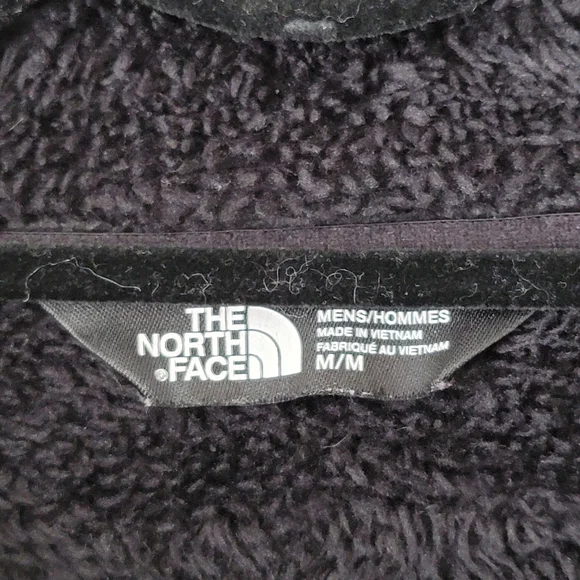 THE
NORTH
FACE
MENS/HOMMES
MADE IN VIETNAM
FABRIQUÉ AU VIETNAM
M/M